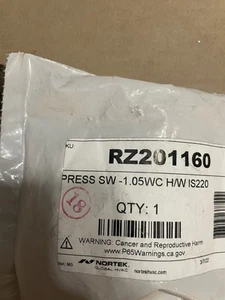 KU
RZ201160
PRESS SW -1.05WC H/W IS220
18
QTY: 1
WARNING: Cancer and Reproductive Harm
www.P65Warnings.ca.gov
NORTEK
GLOBAL HVAC
nortekhvac.com